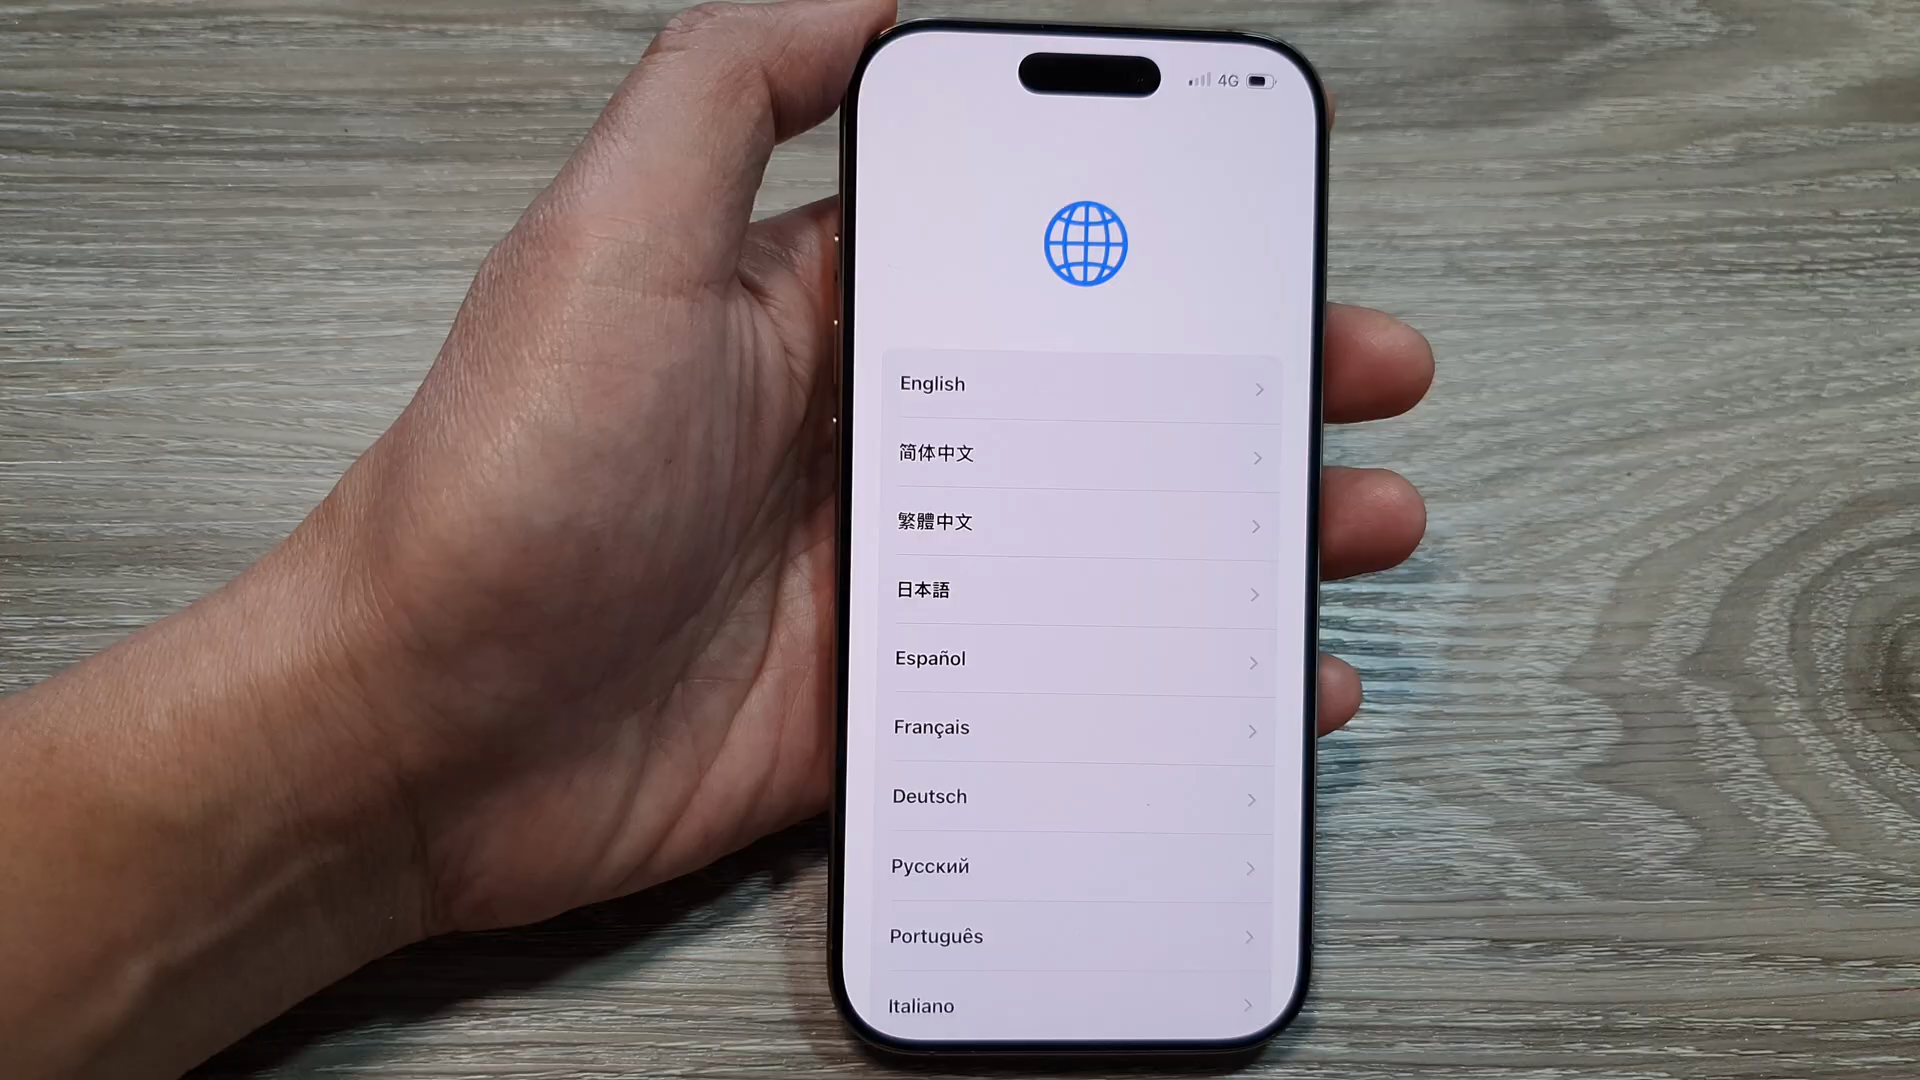 4G
English
简体中文
繁體中文
日本語
Español
Français
Deutsch
Русский
Português
Italiano